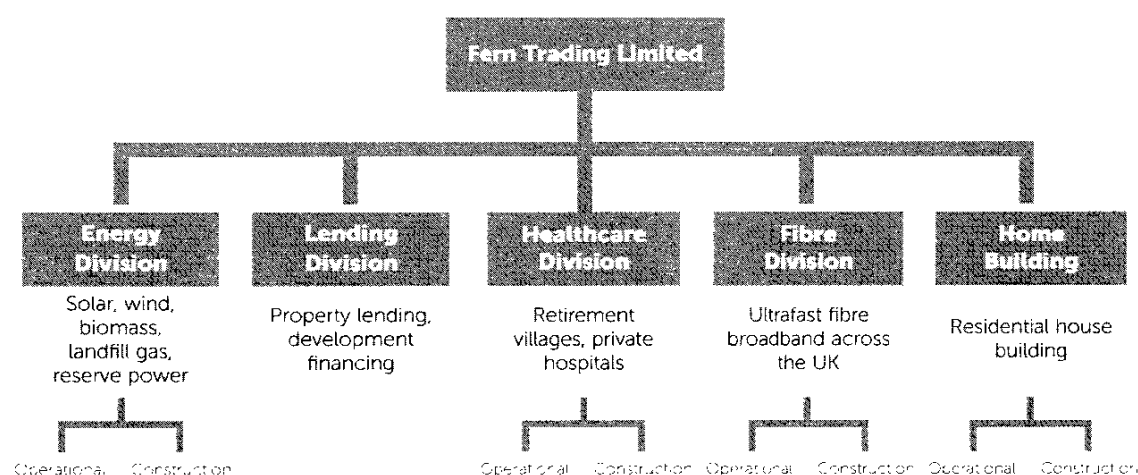 Fern Trading Limited
Energy
Division
Lending
Division
Healthcare
Division
Fibre
Division
Home
Building
Solar, wind,
biomass,
landfill gas,
reserve power
Property lending,
development
financing
Retirement
villages, private
hospitals
Ultrafast fibre
broadband across
the UK
Residential house
building
Operational Construction
Operational Construction
Operational Construction
Operational Construction